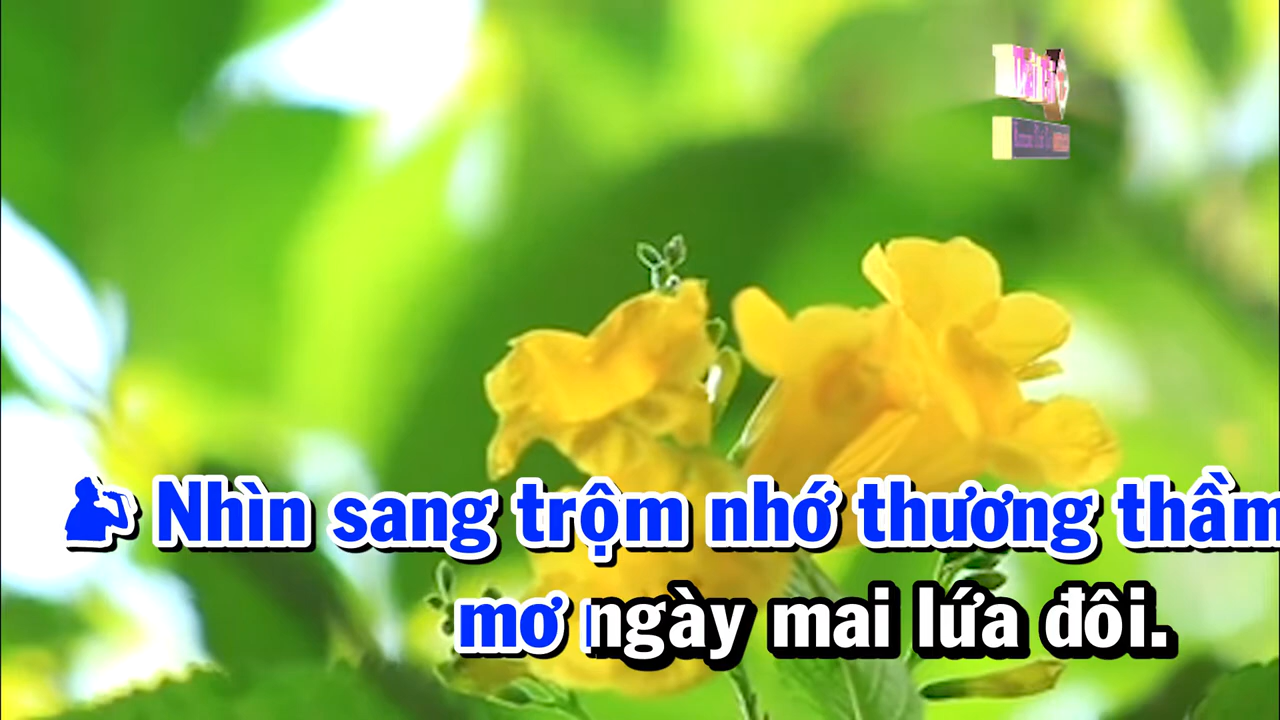 Nhìn sang trộm nhớ thương thầm
mơ ngày mai lứa đôi.